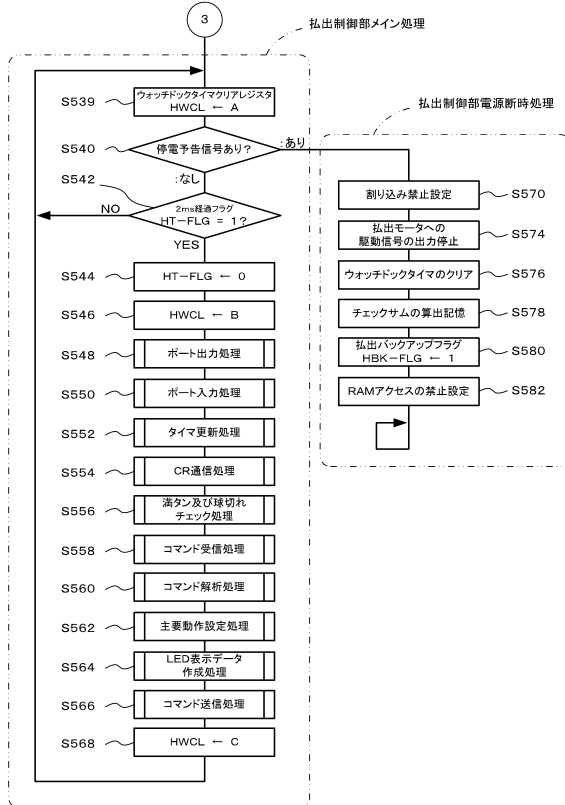 3
払出制御部メイン処理
S539
ウォッチドックタイマクリアレジスタ
HWCL ← A
S540
停電予告信号あり？
:あり
:なし
S542
2ms経過フラグ
HT－FLG = 1？
NO
YES
S544
HT－FLG ← 0
S546
HWCL ← B
S548
ポート出力処理
S550
ポート入力処理
S552
タイマ更新処理
S554
CR通信処理
S556
満タン及び球切れ
チェック処理
S558
コマンド受信処理
S560
コマンド解析処理
S562
主要動作設定処理
S564
LED表示データ
作成処理
S566
コマンド送信処理
S568
HWCL ← C
払出制御部電源断時処理
割り込み禁止設定
S570
払出モータへの
駆動信号の出力停止
S574
ウォッチドックタイマのクリア
S576
チェックサムの算出記憶
S578
払出バックアップフラグ
HBK－FLG ← 1
S580
RAMアクセスの禁止設定
S582